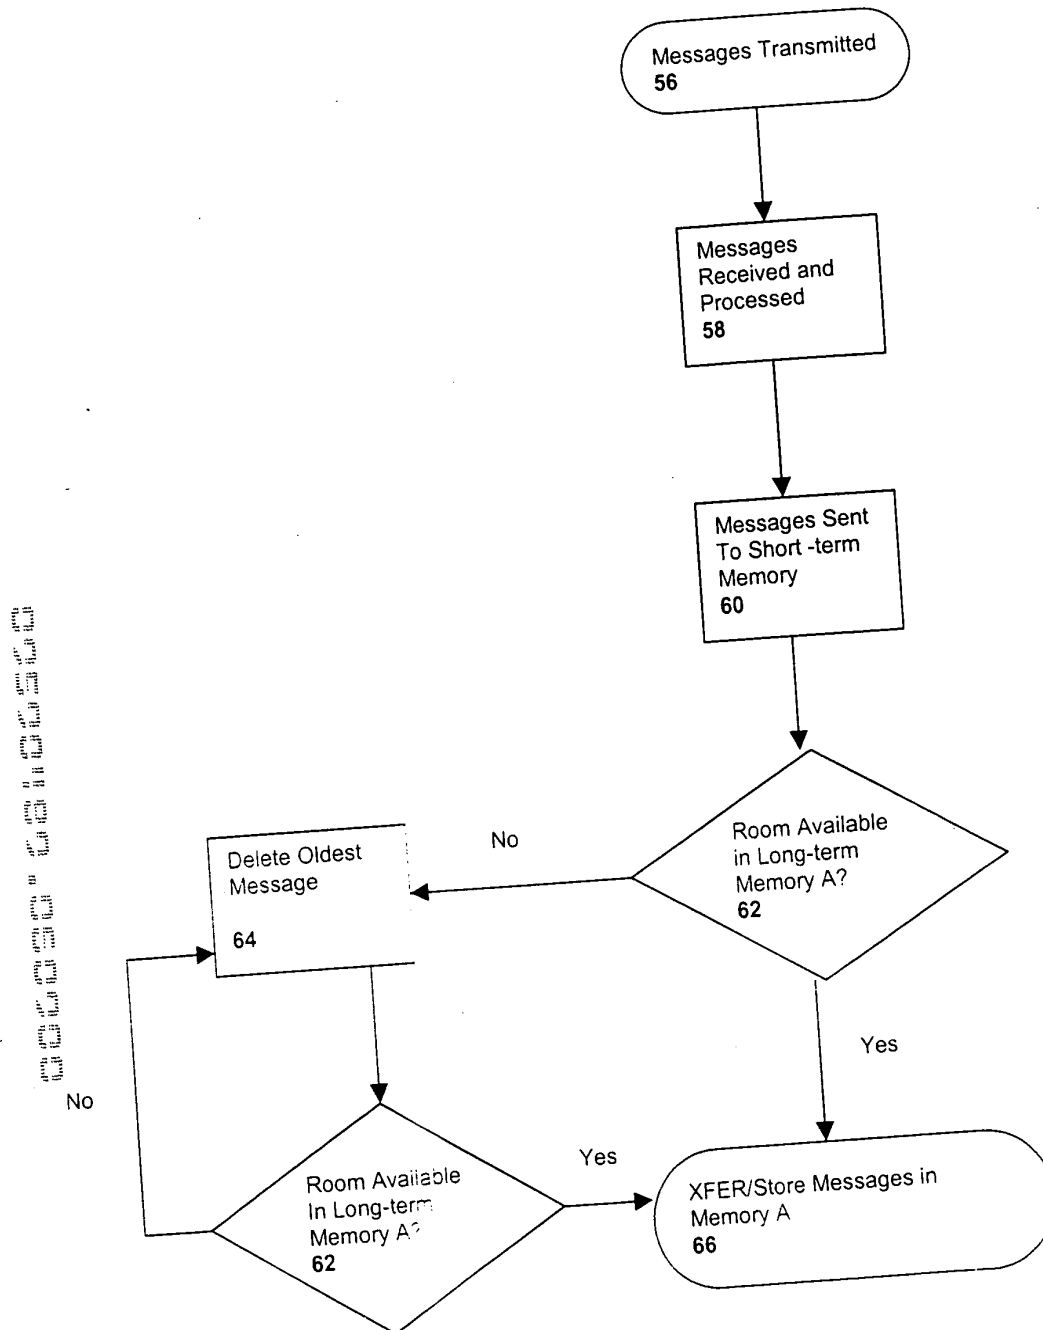 Messages Transmitted
56
Messages
Received and
Processed
58
Messages Sent
To Short -term
Memory
60
Room Available
in Long-term
Memory A?
62
No
Delete Oldest
Message
64
Yes
No
Room Available
In Long-term
Memory A?
62
Yes
XFER/Store Messages in
Memory A
66